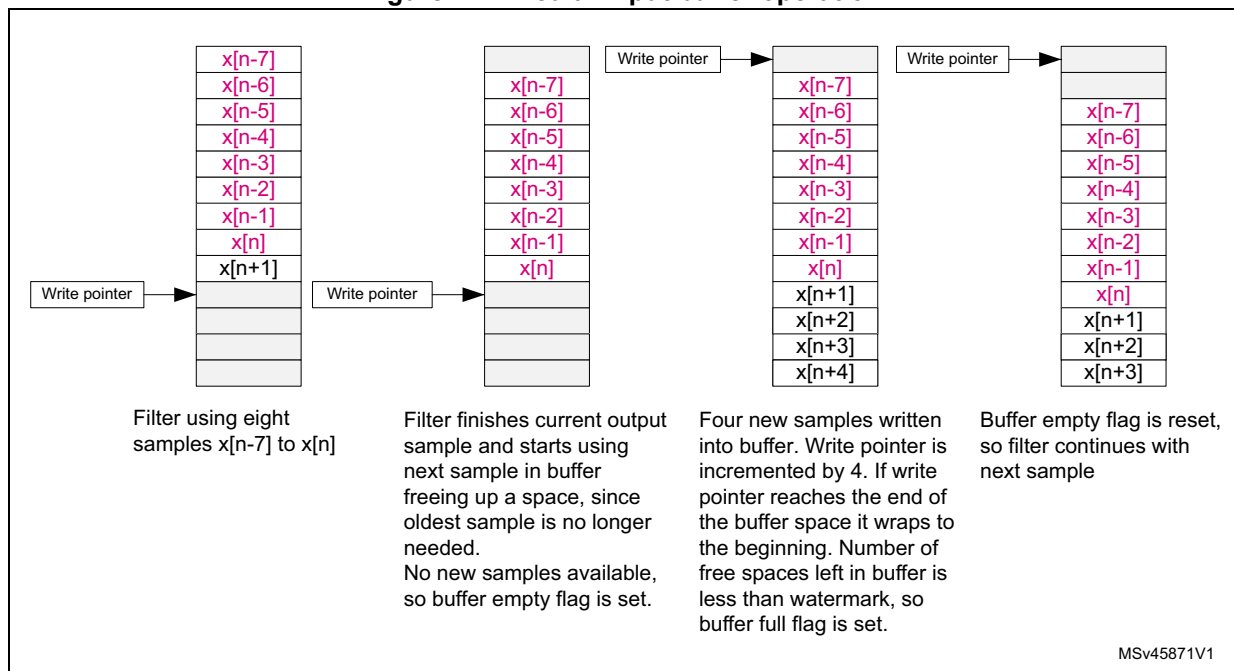 x[n-7]
x[n-6]
x[n-5]
x[n-4]
x[n-3]
x[n-2]
x[n-1]
x[n]
x[n+1]
Write pointer
Filter using eight
samples x[n-7] to x[n]
x[n-7]
x[n-6]
x[n-5]
x[n-4]
x[n-3]
x[n-2]
x[n-1]
x[n]
Write pointer
Filter finishes current output
sample and starts using
next sample in buffer
freeing up a space, since
oldest sample is no longer
needed.
No new samples available,
so buffer empty flag is set.
Write pointer
x[n-7]
x[n-6]
x[n-5]
x[n-4]
x[n-3]
x[n-2]
x[n-1]
x[n]
x[n+1]
x[n+2]
x[n+3]
x[n+4]
Four new samples written
into buffer. Write pointer is
incremented by 4. If write
pointer reaches the end of
the buffer space it wraps to
the beginning. Number of
free spaces left in buffer is
less than watermark, so
buffer full flag is set.
Write pointer
x[n-7]
x[n-6]
x[n-5]
x[n-4]
x[n-3]
x[n-2]
x[n-1]
x[n]
x[n+1]
x[n+2]
x[n+3]
Buffer empty flag is reset,
so filter continues with
next sample
MSv45871V1